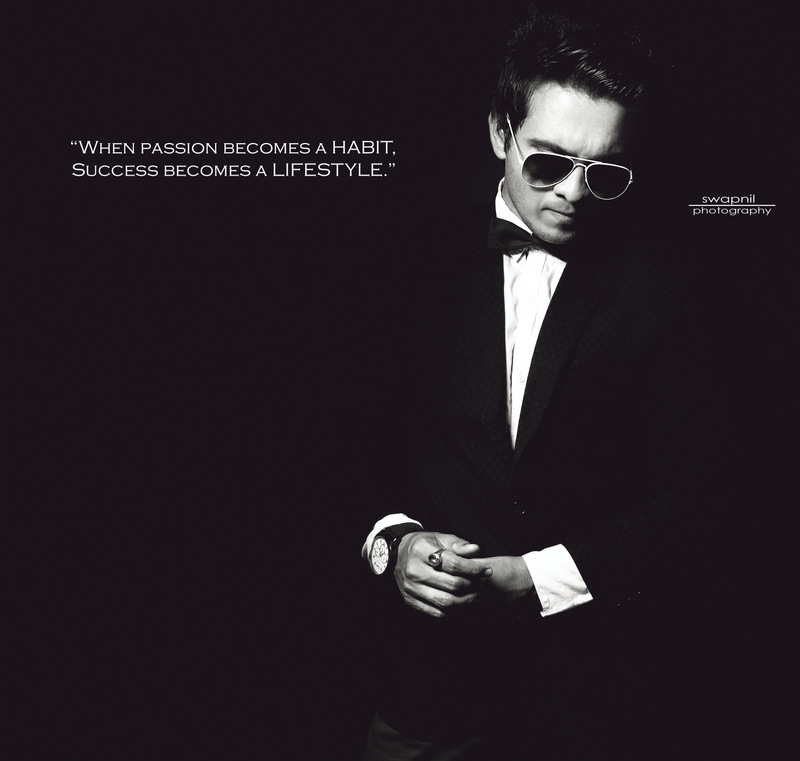 “When passion becomes a HABIT,
Success becomes a LIFESTYLE.”
swapnil
photography